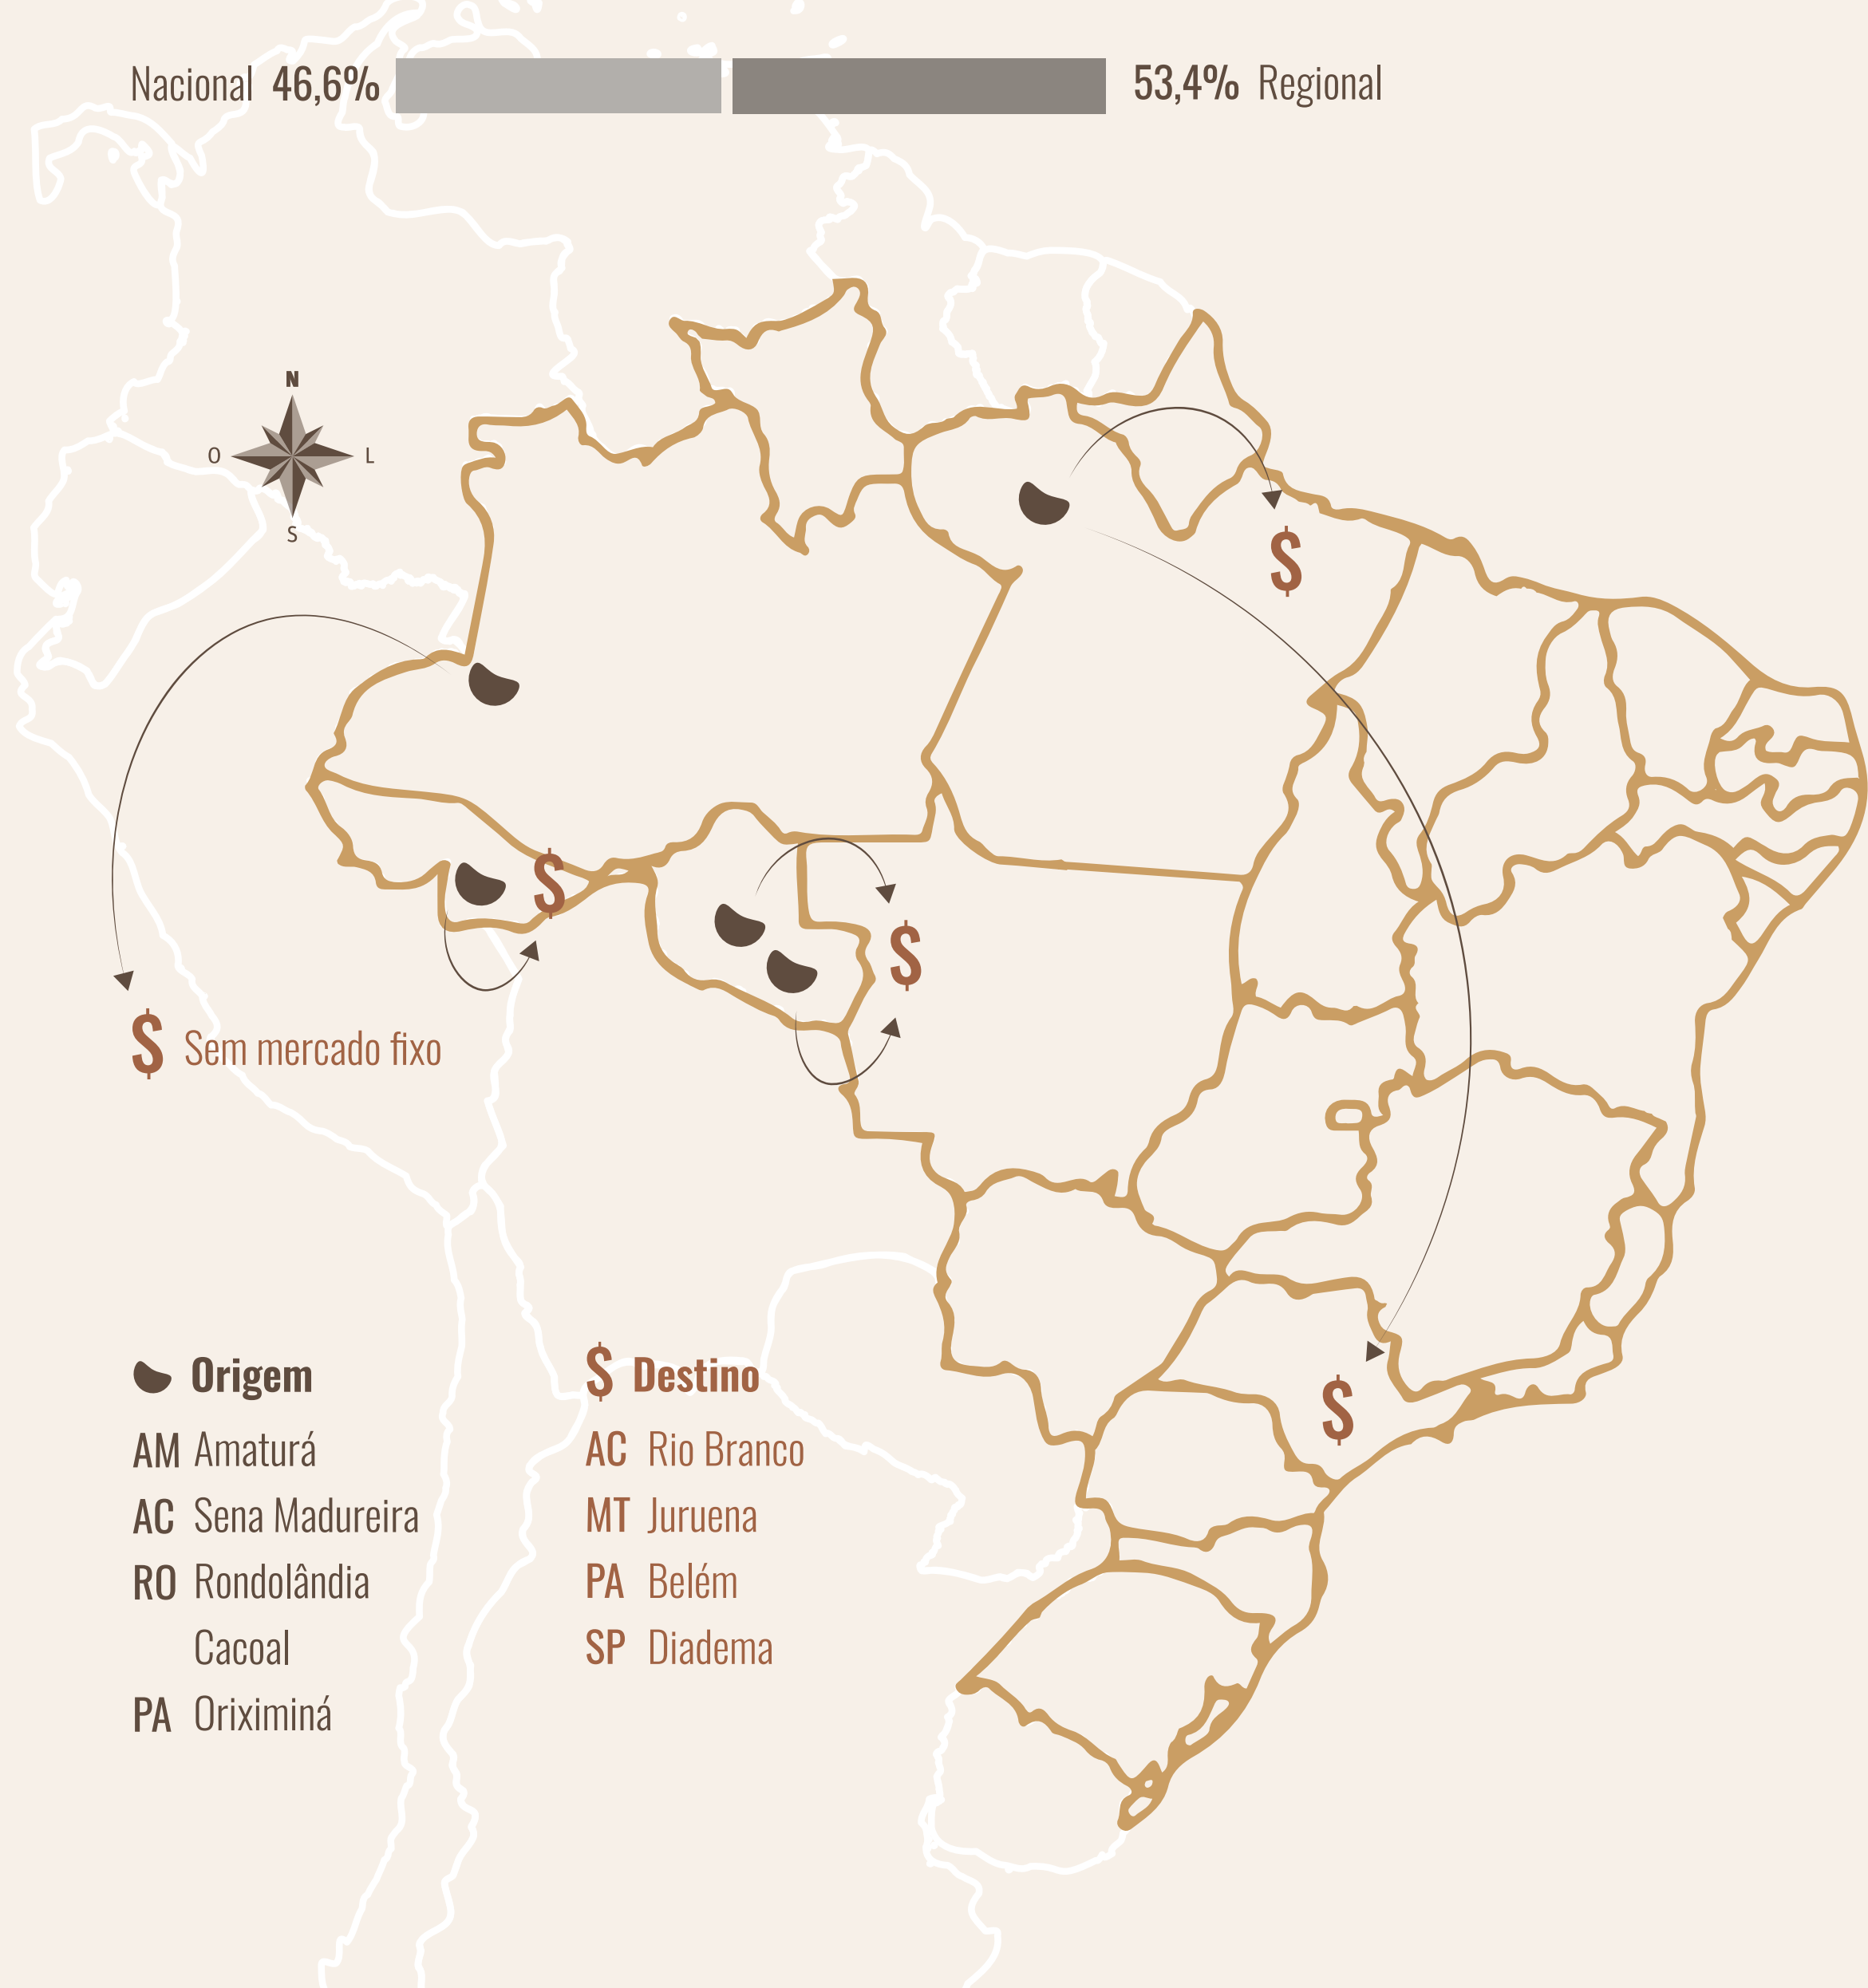 Nacional 46,6% 53,4% Regional
N
O L
S
$
$
$
$
$ Sem mercado fixo
$
Origem
AM Amaturá
AC Sena Madureira
RO Rondolândia
Cacoal
PA Oriximiná
$ Destino
AC Rio Branco
MT Juruena
PA Belém
SP Diadema